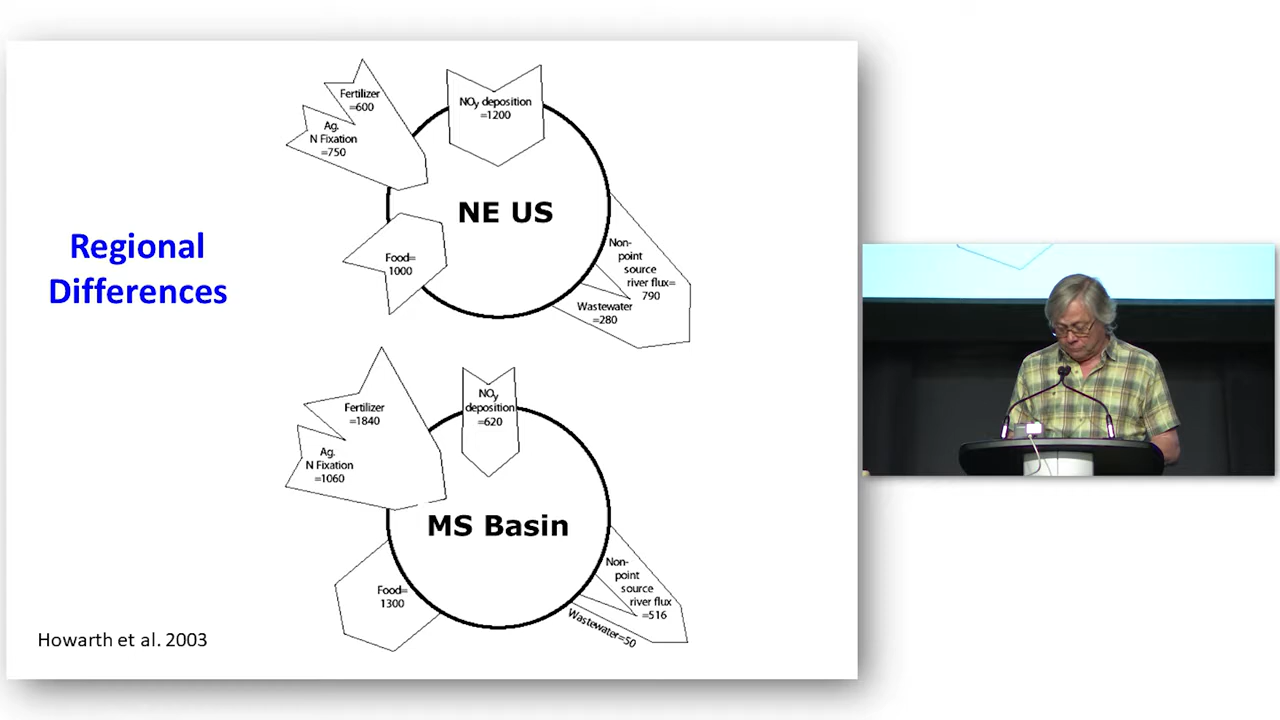 Regional
Differences
Fertilizer
=600
Ag.
N Fixation
=750
NOy deposition
=1200
NE US
Food=
1000
Non-
point
source
river flux=
790
Wastewater
=280
Fertilizer
=1840
Ag.
N Fixation
=1060
NOy
deposition
=620
MS Basin
Food=
1300
Non-
point
source
river flux
=516
Wastewater=50
Howarth et al. 2003